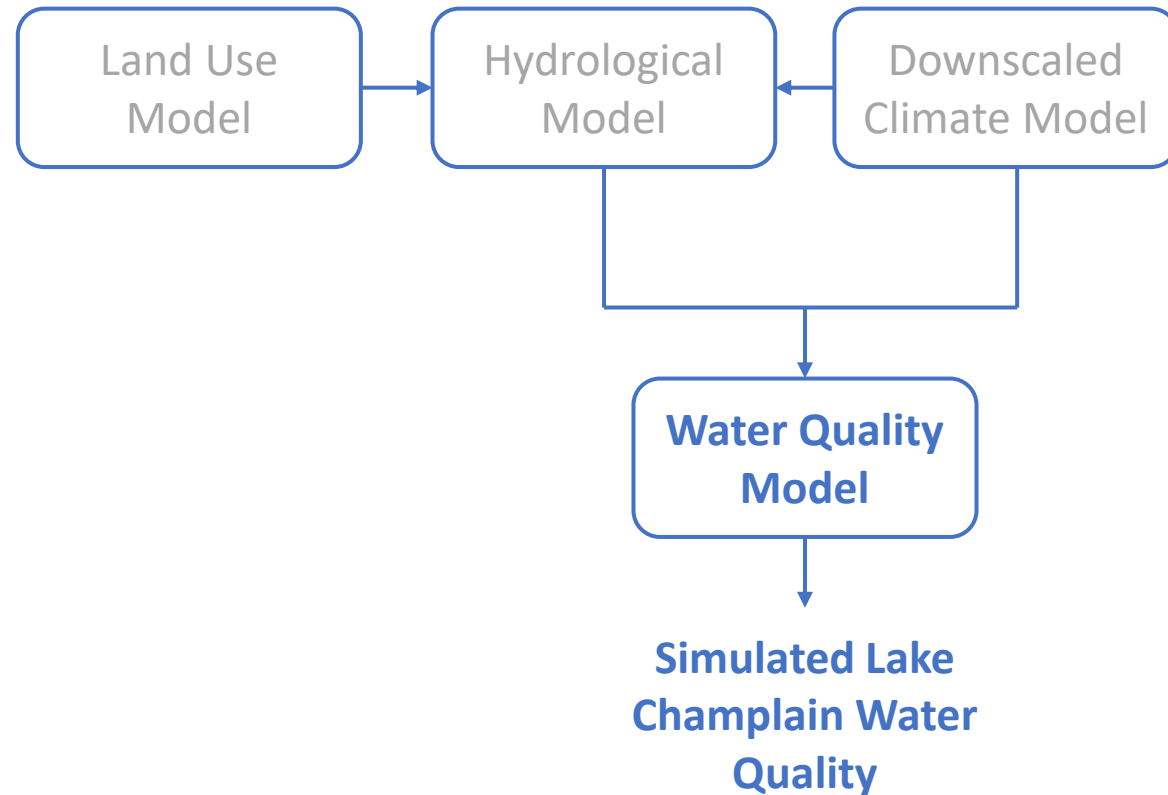 Land Use
Model
Hydrological
Model
Downscaled
Climate Model
Water Quality
Model
Simulated Lake
Champlain Water
Quality